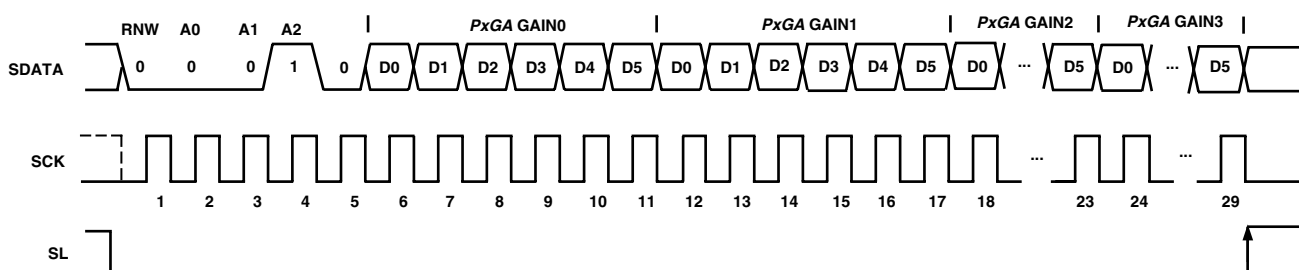 PxGA GAIN0 PxGA GAIN1 PxGA GAIN2 PxGA GAIN3
RNW A0 A1 A2
SDATA 0 0 0 1 0 D0 D1 D2 D3 D4 D5 D0 D1 D2 D3 D4 D5 D0 ... D5 D0 ... D5
SCK ... ...
1 2 3 4 5 6 7 8 9 10 11 12 13 14 15 16 17 18 23 24 29
SL